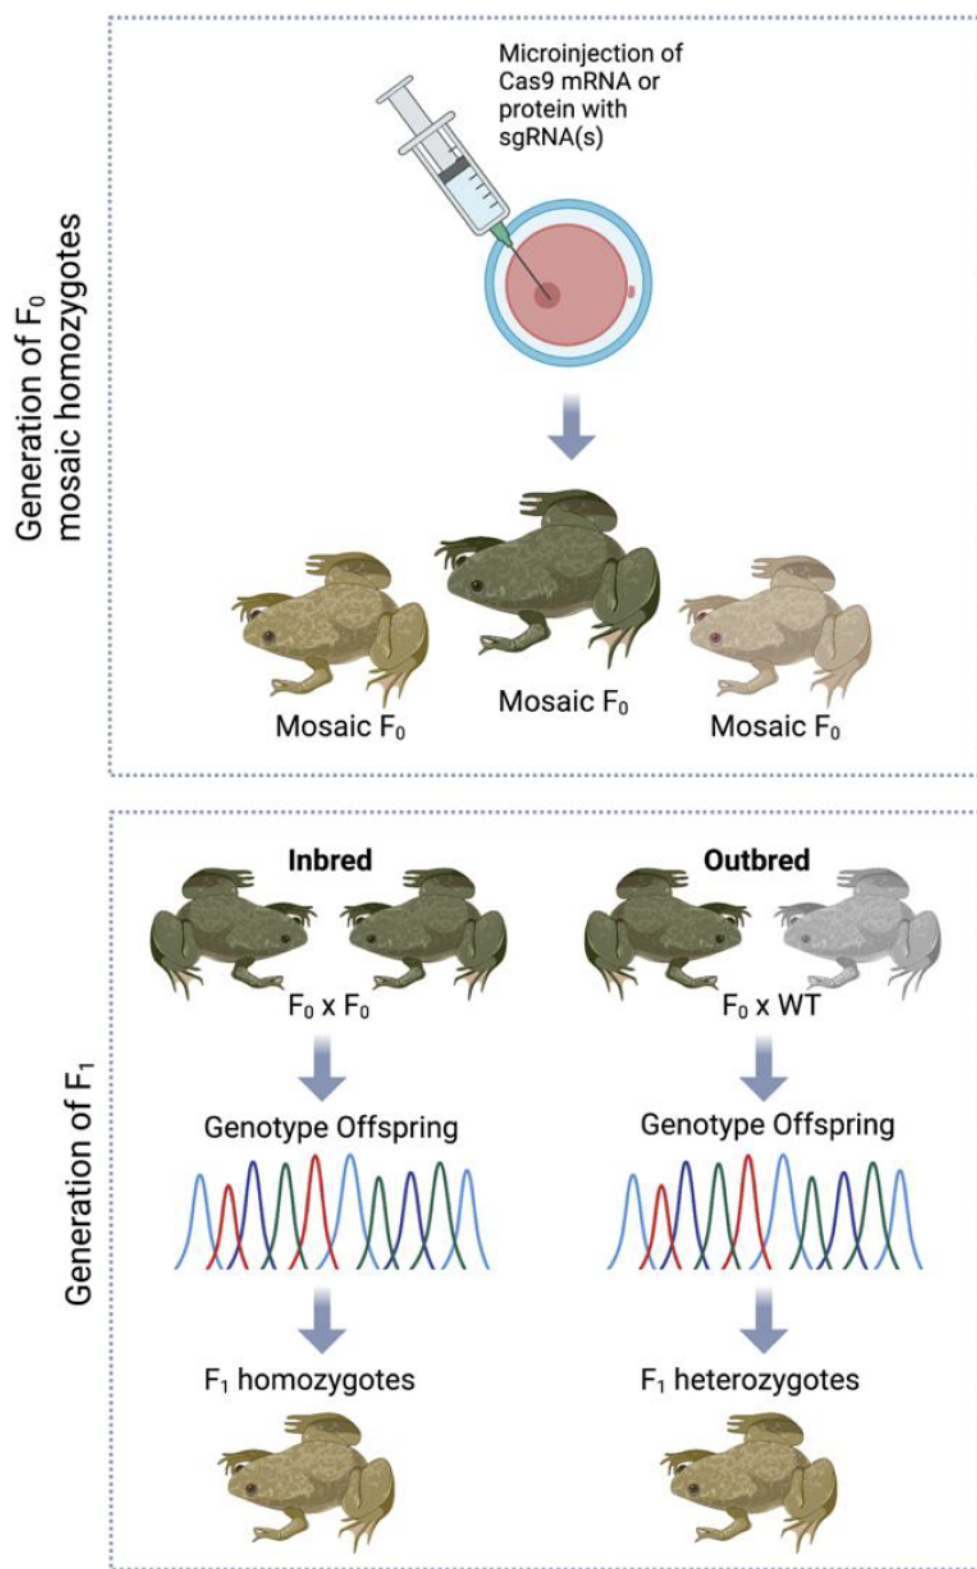 Generation of F₀
mosaic homozygotes
Microinjection of
Cas9 mRNA or
protein with
sgRNA(s)
Mosaic F₀
Mosaic F₀
Mosaic F₀
Generation of F₁
Inbred
F₀ x F₀
Genotype Offspring
F₁ homozygotes
Outbred
F₀ x WT
Genotype Offspring
F₁ heterozygotes